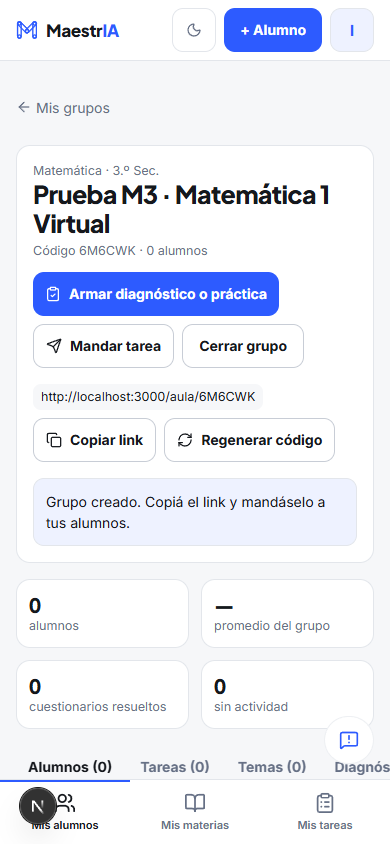 MaestrIA
+ Alumno
I
← Mis grupos
Matemática · 3.º Sec.
Prueba M3 · Matemática 1
Virtual
Código 6M6CWK · 0 alumnos
Armar diagnóstico o práctica
Mandar tarea
Cerrar grupo
http://localhost:3000/aula/6M6CWK
Copiar link
Regenerar código
Grupo creado. Copiá el link y mandáselo a
tus alumnos.
0
alumnos
—
promedio del grupo
0
cuestionarios resueltos
0
sin actividad
Alumnos (0)
Tareas (0)
Temas (0)
Diagnós
N
Mis alumnos
Mis materias
Mis tareas